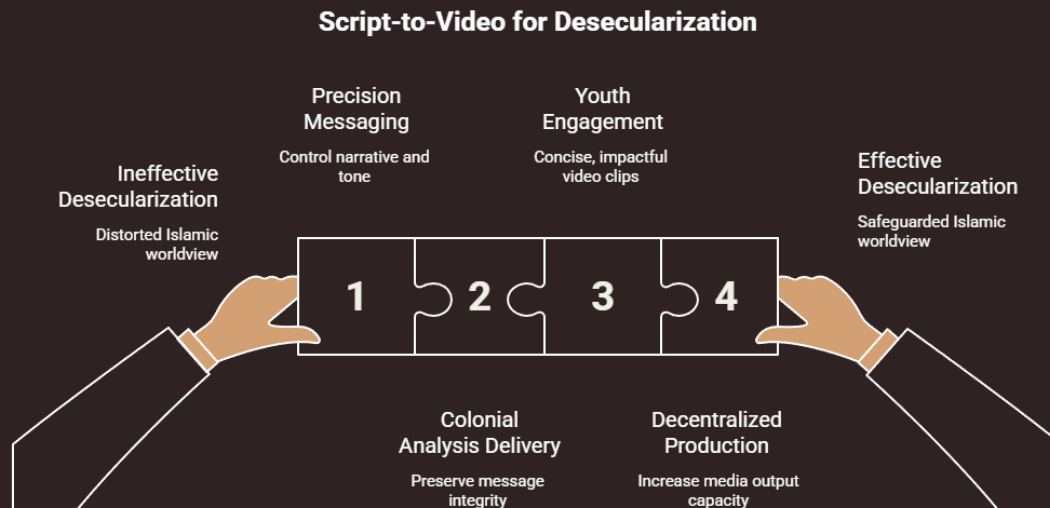 Script-to-Video for Desecularization
Precision
Messaging
Control narrative and
tone
Youth
Engagement
Concise, impactful
video clips
Ineffective
Desecularization
Distorted Islamic
worldview
Effective
Desecularization
Safeguarded Islamic
worldview
1
2
3
4
Colonial
Analysis Delivery
Preserve message
integrity
Decentralized
Production
Increase media output
capacity